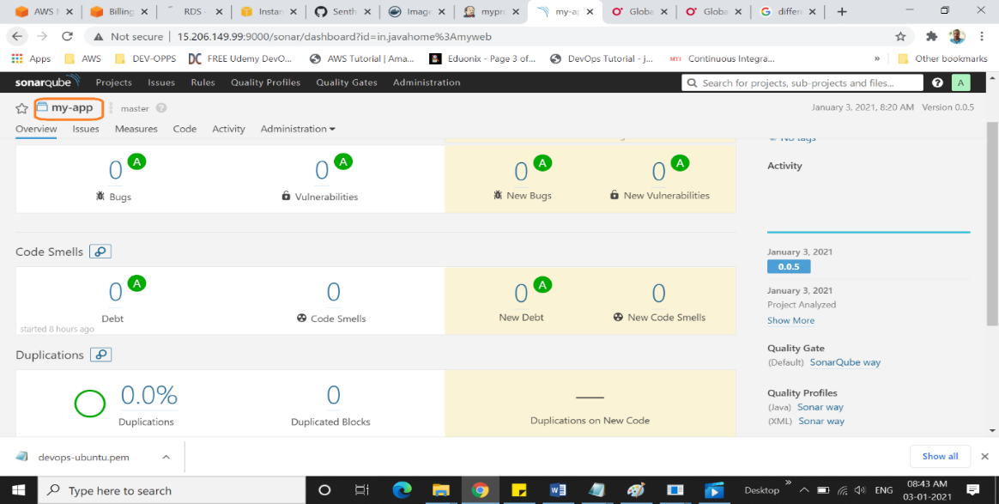 AWS M
Billing
RDS -
Instan
Senth
Image
mypro
my-ap
Globa
Globa
differe
Not secure
15.206.149.99:9000/sonar/dashboard?id=in.javahome%3Amyweb
Apps
AWS
DEV-OPPS
DC FREE Udemy DevO...
AWS Tutorial | Ama...
Eduonix - Page 3 of...
DevOps Tutorial - j...
MTI Continuous Integra...
»
Other bookmarks
sonarqube
Projects
Issues
Rules
Quality Profiles
Quality Gates
Administration
Search for projects, sub-projects and files...
?
A
my-app
master
?
January 3, 2021, 8:20 AM Version 0.0.5
Overview
Issues
Measures
Code
Activity
Administration
No tags
0 A
Bugs
0 A
Vulnerabilities
0 A
New Bugs
0 A
New Vulnerabilities
Activity
January 3, 2021
0.0.5
January 3, 2021
Project Analyzed
Show More
Code Smells
0 A
Debt
started 8 hours ago
0
Code Smells
0 A
New Debt
0
New Code Smells
Quality Gate
(Default) SonarQube way
Quality Profiles
(Java) Sonar way
(XML) Sonar way
Duplications
0.0%
Duplications
0
Duplicated Blocks
Duplications on New Code
devops-ubuntu.pem
Show all
Type here to search
Desktop
»
ENG
08:43 AM
03-01-2021